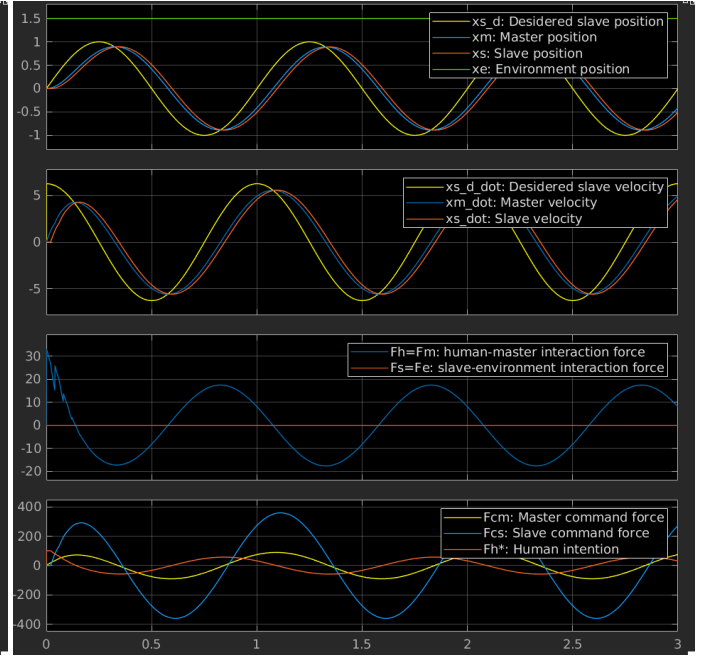 1.5
1
0.5
0
-0.5
-1
xs_d: Desidered slave position
xm: Master position
xs: Slave position
xe: Environment position
5
0
-5
xs_d_dot: Desidered slave velocity
xm_dot: Master velocity
xs_dot: Slave velocity
30
20
10
0
-10
-20
Fh=Fm: human-master interaction force
Fs=Fe: slave-environment interaction force
400
200
0
-200
-400
Fcm: Master command force
Fcs: Slave command force
Fh*: Human intention
0
0.5
1
1.5
2
2.5
3